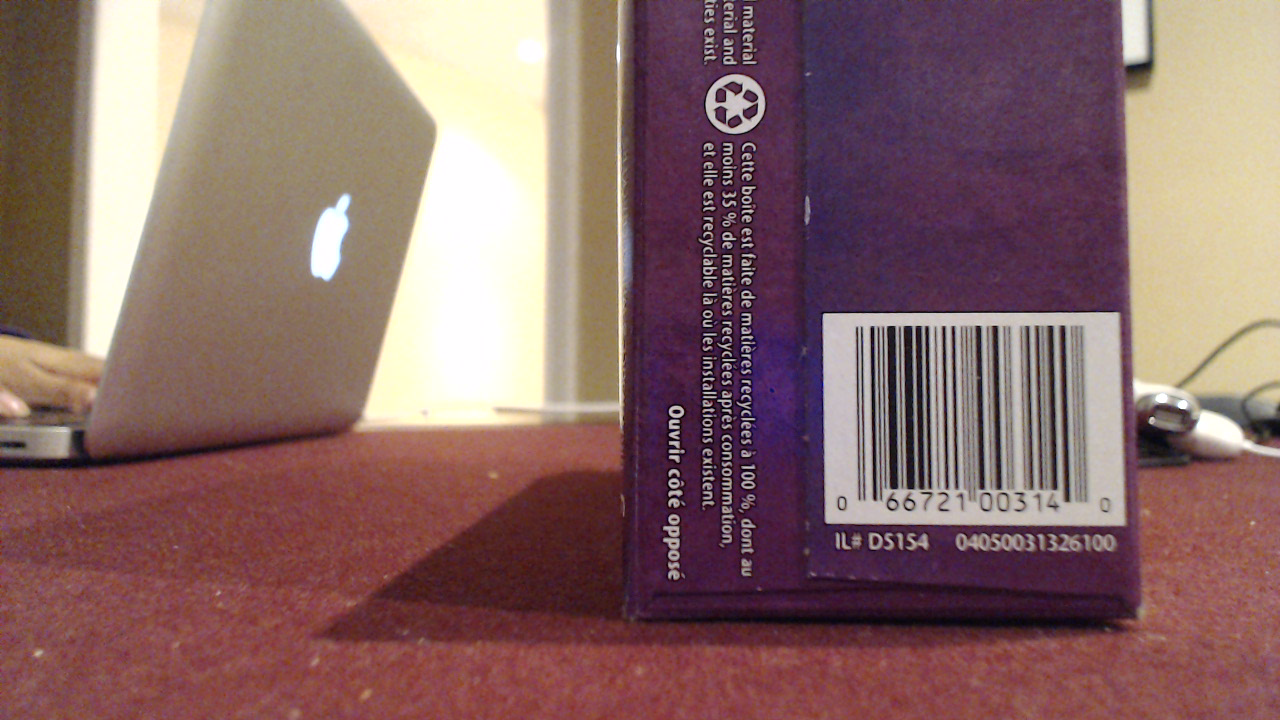 material
terial and
ties exist.
Cette boîte est faite de matières recyclées à 100 %, dont au
moins 35 % de matières recyclées après consommation,
et elle est recyclable là où les installations existent.
Ouvrir côté opposé
0 66721 00314 0
IL# D5154 04050031326100